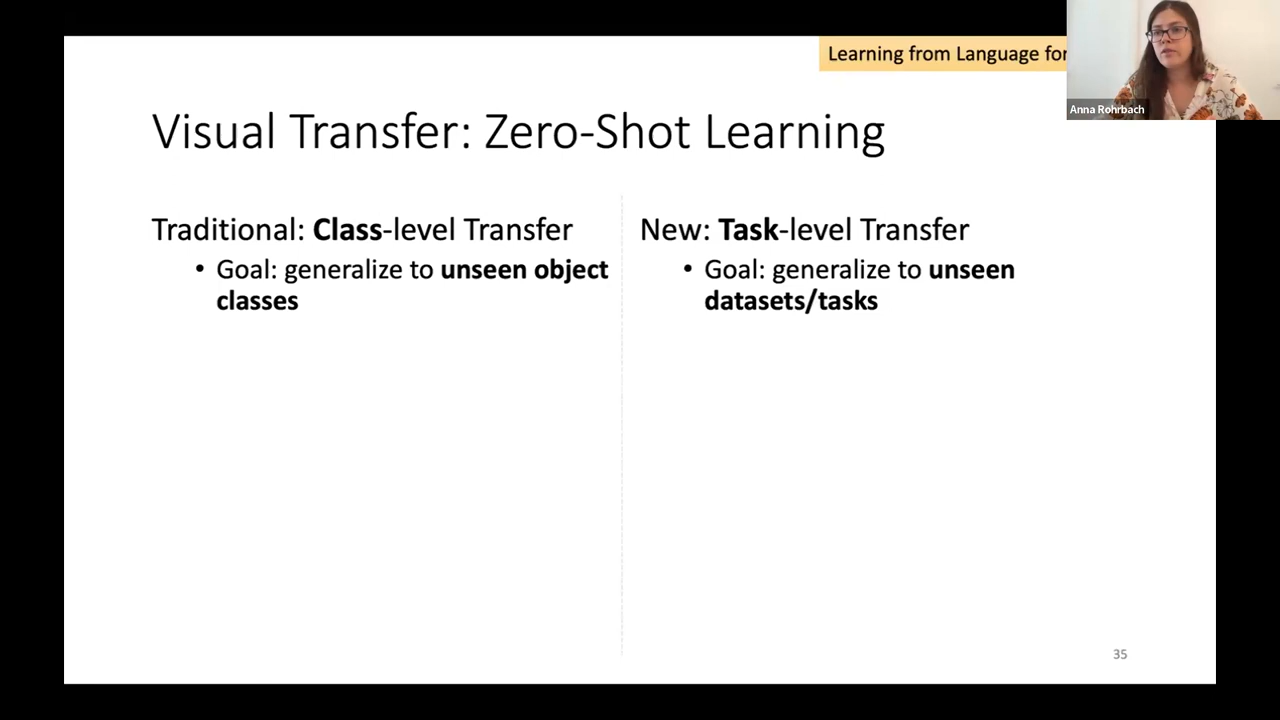 Learning from Language for
Anna Rohrbach
Visual Transfer: Zero-Shot Learning
Traditional: Class-level Transfer
• Goal: generalize to unseen object
classes
New: Task-level Transfer
• Goal: generalize to unseen
datasets/tasks
35